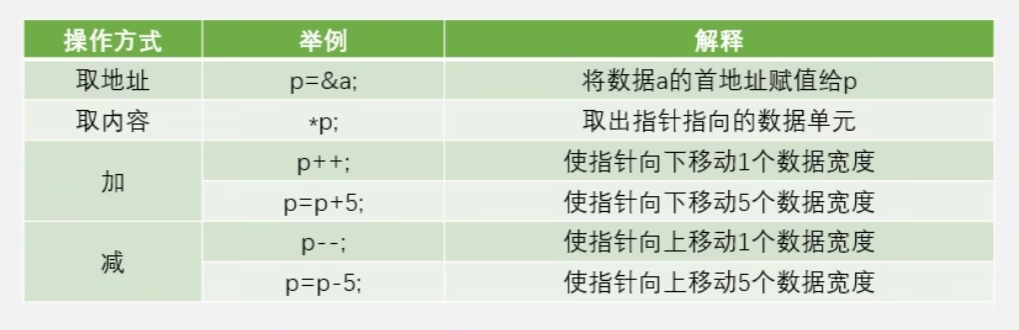 操作方式 举例 解释
取地址 p=&a; 将数据a的首地址赋值给p
取内容 *p; 取出指针指向的数据单元
加 p++; 使指针向下移动1个数据宽度
p=p+5; 使指针向下移动5个数据宽度
减 p--; 使指针向上移动1个数据宽度
p=p-5; 使指针向上移动5个数据宽度